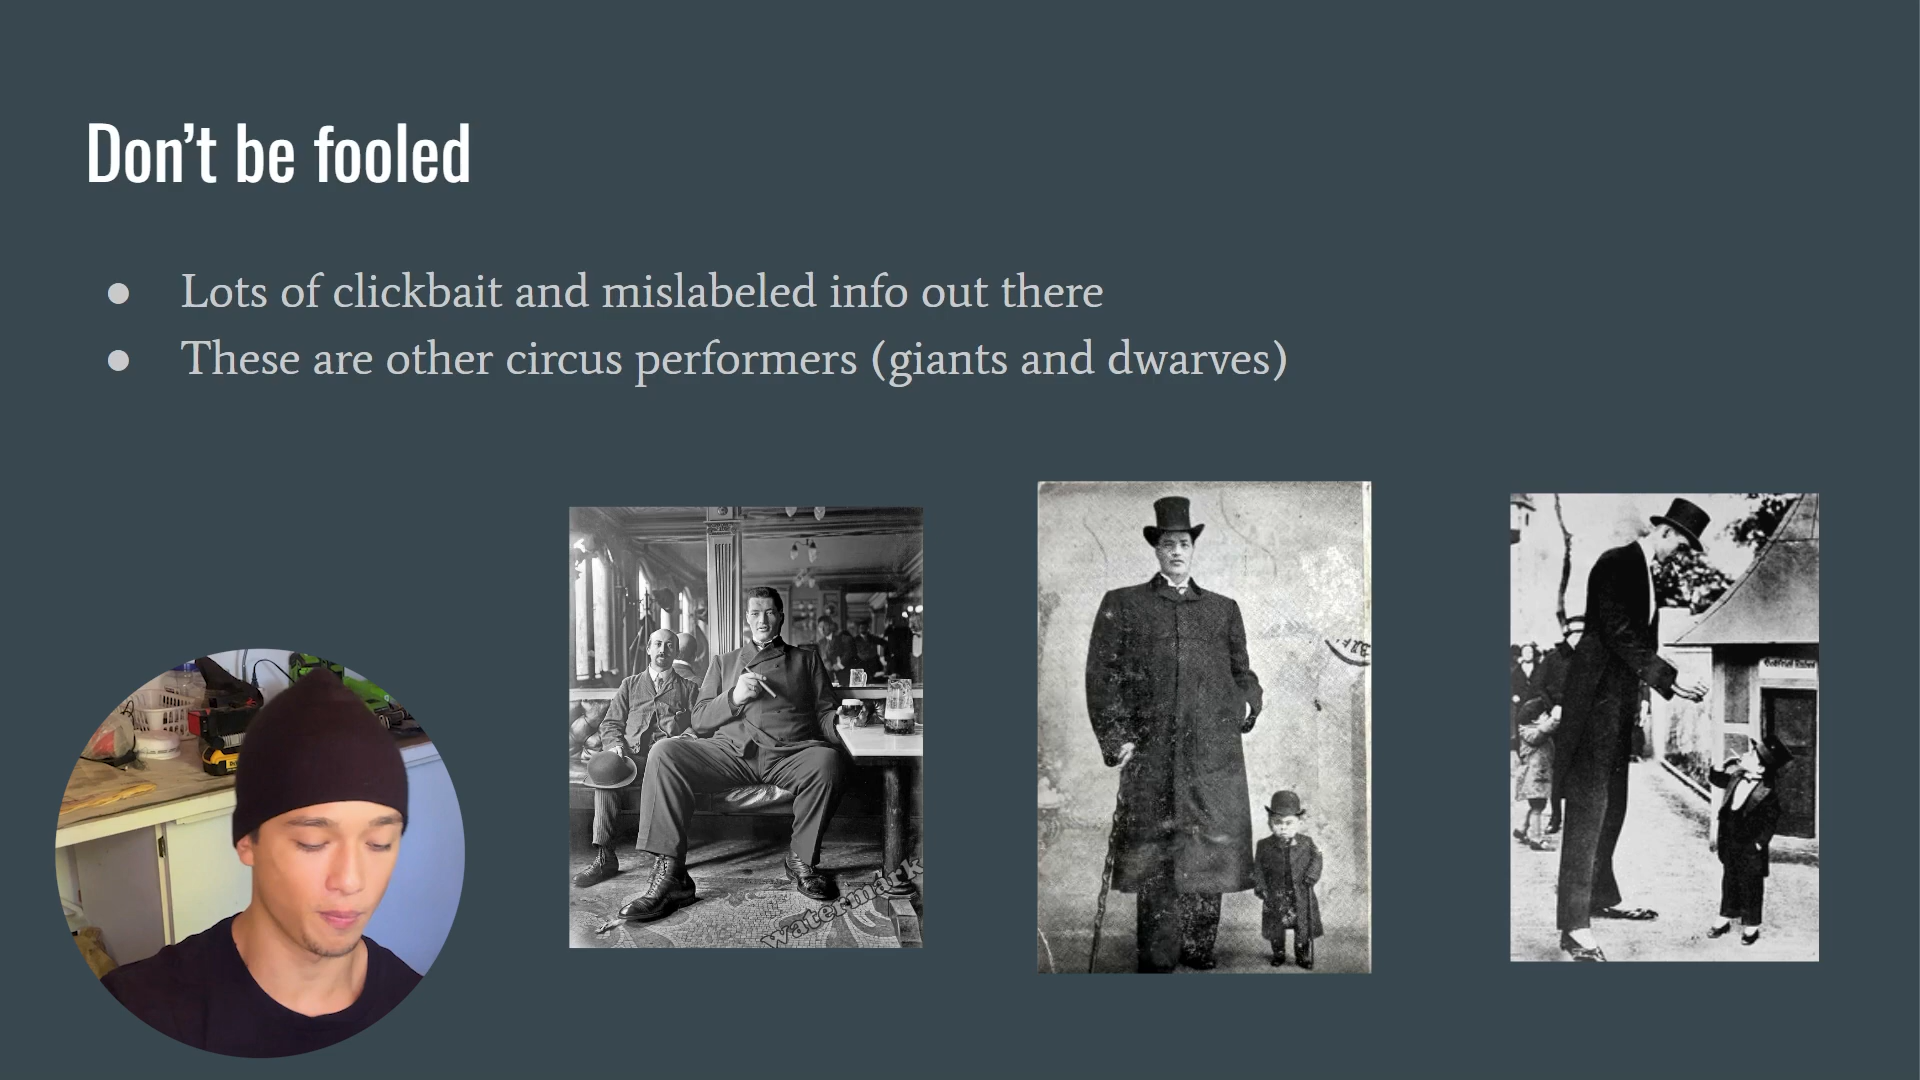 Don’t be fooled
● Lots of clickbait and mislabeled info out there
● These are other circus performers (giants and dwarves)
watermark